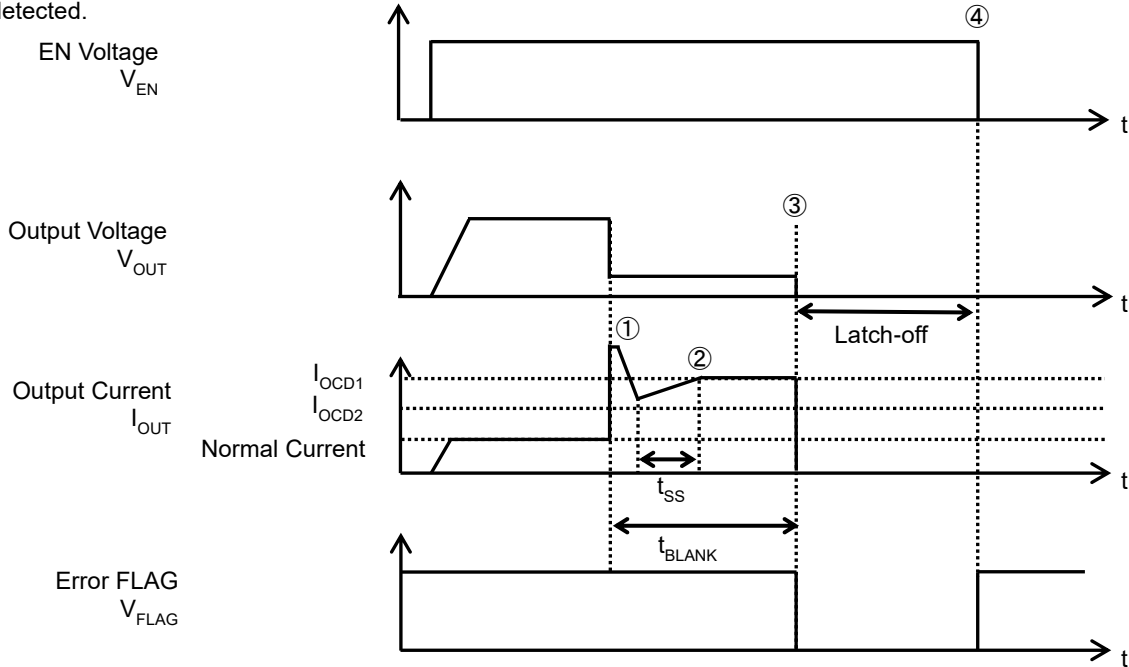 ④
EN Voltage
V_EN
t
③
Output Voltage
V_OUT
t
Latch-off
①
②
I_OCD1
Output Current
I_OCD2
I_OUT
Normal Current
t
t_SS
t_BLANK
Error FLAG
V_FLAG
t